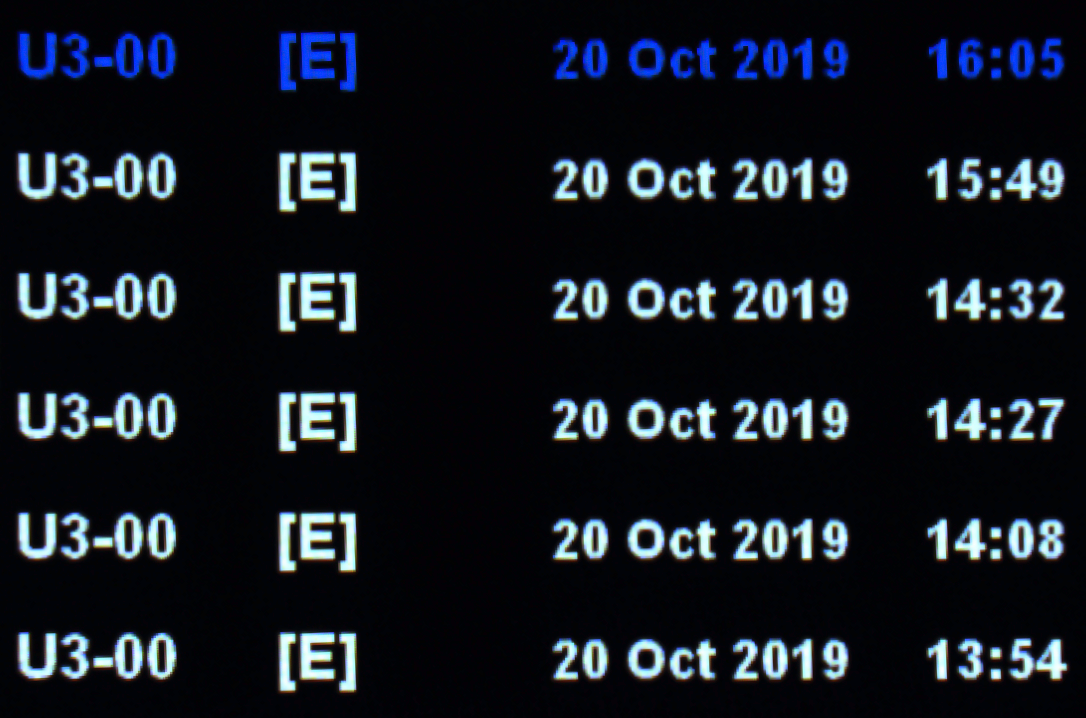 U3-00 [E] 20 Oct 2019 16:05
U3-00 [E] 20 Oct 2019 15:49
U3-00 [E] 20 Oct 2019 14:32
U3-00 [E] 20 Oct 2019 14:27
U3-00 [E] 20 Oct 2019 14:08
U3-00 [E] 20 Oct 2019 13:54